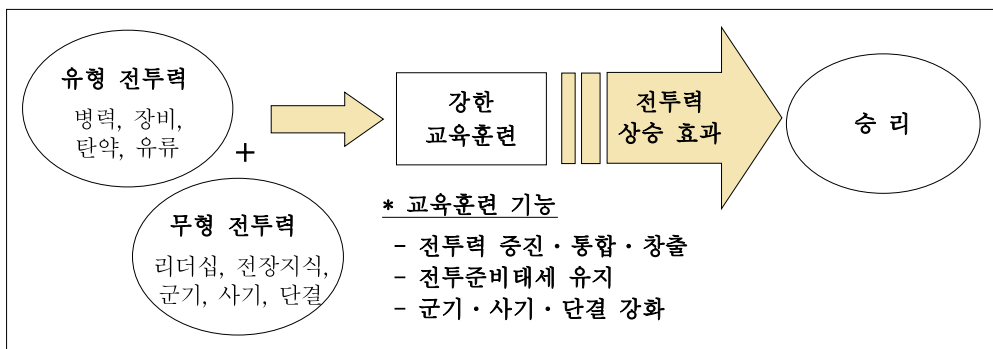 유형 전투력
병력, 장비,
탄약, 유류
+
무형 전투력
리더십, 전장지식,
군기, 사기, 단결
강한
교육훈련
전투력
상승 효과
승 리
* 교육훈련 기능
- 전투력 증진·통합·창출
- 전투준비태세 유지
- 군기·사기·단결 강화